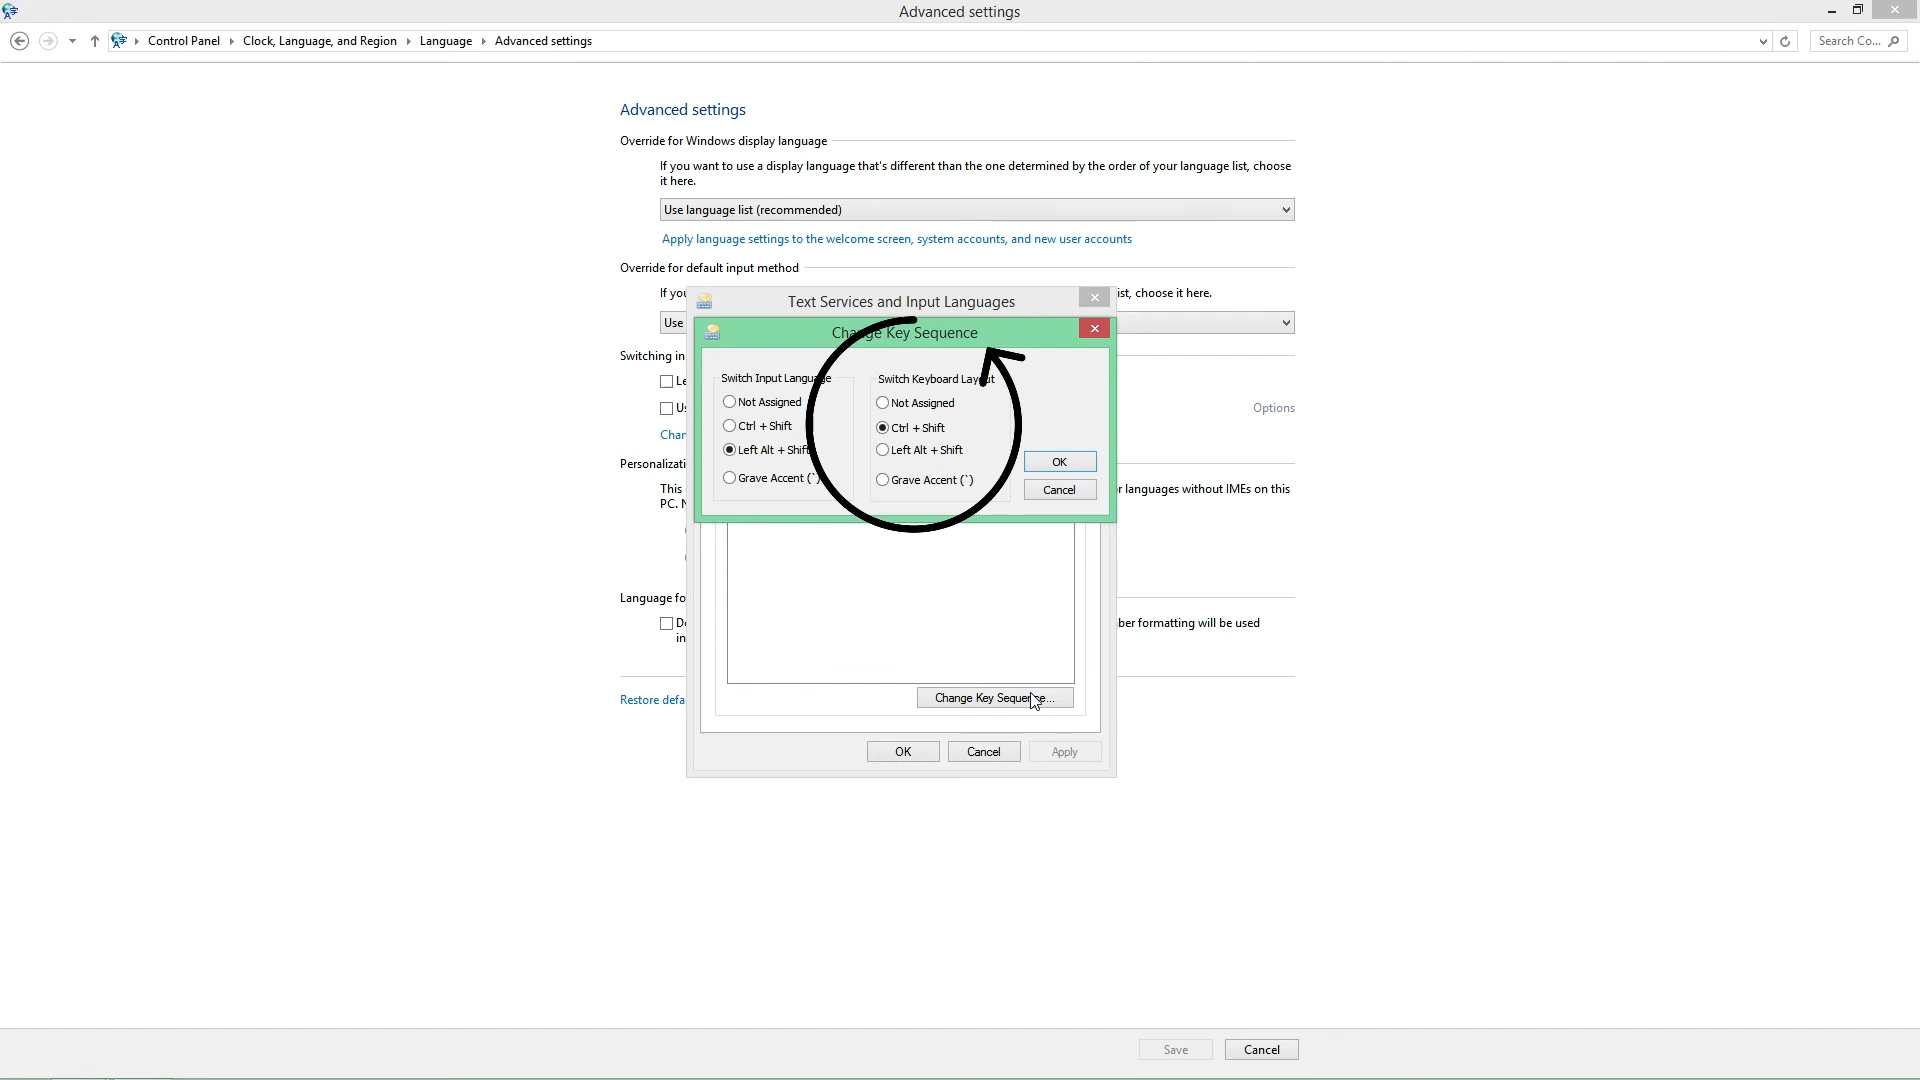 Advanced settings
Control Panel Clock, Language, and Region Language Advanced settings
Search Co...
Advanced settings
Override for Windows display language
If you want to use a display language that's different than the one determined by the order of your language list, choose
it here.
Use language list (recommended)
Apply language settings to the welcome screen, system accounts, and new user accounts
Override for default input method
If you
ist, choose it here.
Use
Text Services and Input Languages
Change Key Sequence
Switching in
Switch Input Language
Not Assigned
Ctrl + Shift
Left Alt + Shift
Grave Accent (`)
Switch Keyboard Layout
Not Assigned
Ctrl + Shift
Left Alt + Shift
Grave Accent (`)
OK
Cancel
Le
Us
Options
Chan
Personalizati
This
r languages without IMEs on this
PC. N
Language fo
De
ber formatting will be used
in
Restore defa
Change Key Sequence...
OK Cancel Apply
Save Cancel